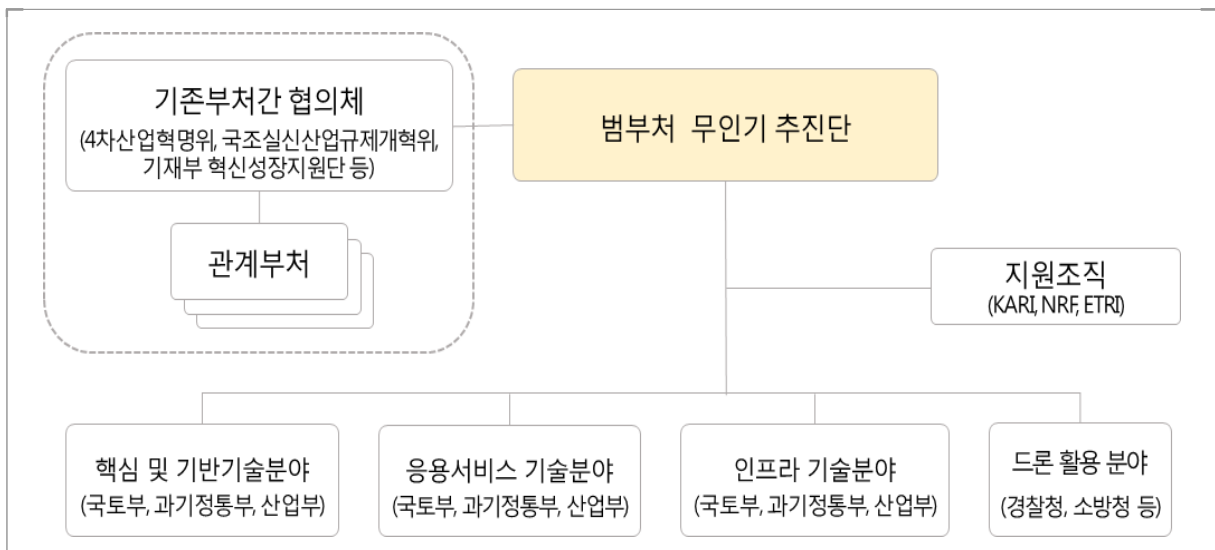 기존부처간 협의체
(4차산업혁명위, 국조실신산업규제개혁위,
기재부 혁신성장지원단 등)
관계부처
범부처 무인기 추진단
지원조직
(KARI, NRF, ETRI)
핵심 및 기반기술분야
(국토부, 과기정통부, 산업부)
응용서비스 기술분야
(국토부, 과기정통부, 산업부)
인프라 기술분야
(국토부, 과기정통부, 산업부)
드론 활용 분야
(경찰청, 소방청 등)